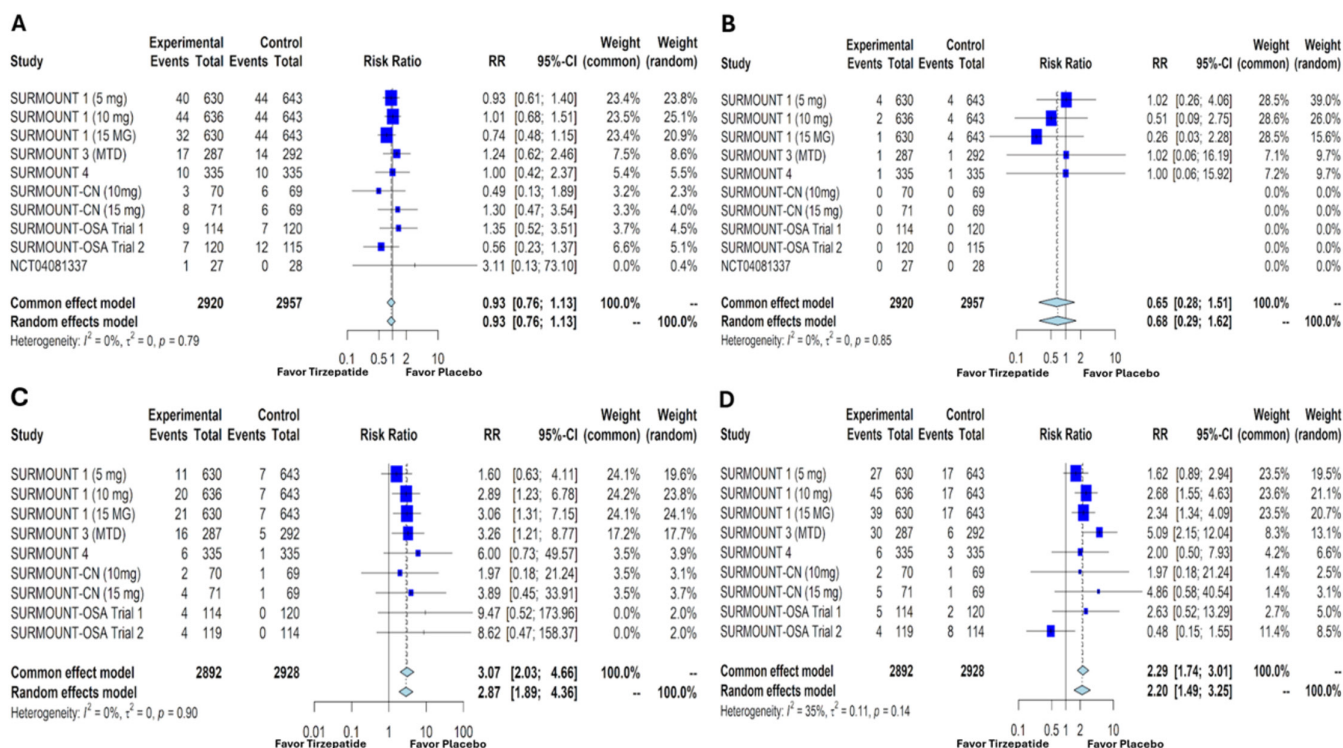 A
Experimental Control Weight Weight
Study Events Total Events Total Risk Ratio RR 95%-CI (common) (random)
SURMOUNT 1 (5 mg) 40 630 44 643 0.93 [0.61; 1.40] 23.4% 23.8%
SURMOUNT 1 (10 mg) 44 636 44 643 1.01 [0.68; 1.51] 23.5% 25.1%
SURMOUNT 1 (15 MG) 32 630 44 643 0.74 [0.48; 1.15] 23.4% 20.9%
SURMOUNT 3 (MTD) 17 287 14 292 1.24 [0.62; 2.46] 7.5% 8.6%
SURMOUNT 4 10 335 10 335 1.00 [0.42; 2.37] 5.4% 5.5%
SURMOUNT-CN (10mg) 3 70 6 69 0.49 [0.13; 1.89] 3.2% 2.3%
SURMOUNT-CN (15 mg) 8 71 6 69 1.30 [0.47; 3.54] 3.3% 4.0%
SURMOUNT-OSA Trial 1 9 114 7 120 1.35 [0.52; 3.51] 3.7% 4.5%
SURMOUNT-OSA Trial 2 7 120 12 115 0.56 [0.23; 1.37] 6.6% 5.1%
NCT04081337 1 27 0 28 3.11 [0.13; 73.10] 0.0% 0.4%
Common effect model 2920 2957 0.93 [0.76; 1.13] 100.0% --
Random effects model 0.93 [0.76; 1.13] -- 100.0%
Heterogeneity: I² = 0%, τ² = 0, p = 0.79
0.1 0.5 1 2 10
Favor Tirzepatide Favor Placebo
B
Experimental Control Weight Weight
Study Events Total Events Total Risk Ratio RR 95%-CI (common) (random)
SURMOUNT 1 (5 mg) 4 630 4 643 1.02 [0.26; 4.06] 28.5% 39.0%
SURMOUNT 1 (10 mg) 2 636 4 643 0.51 [0.09; 2.75] 28.6% 26.0%
SURMOUNT 1 (15 MG) 1 630 4 643 0.26 [0.03; 2.28] 28.5% 15.6%
SURMOUNT 3 (MTD) 1 287 1 292 1.02 [0.06; 16.19] 7.1% 9.7%
SURMOUNT 4 1 335 1 335 1.00 [0.06; 15.92] 7.2% 9.7%
SURMOUNT-CN (10mg) 0 70 0 69 0.0% 0.0%
SURMOUNT-CN (15 mg) 0 71 0 69 0.0% 0.0%
SURMOUNT-OSA Trial 1 0 114 0 120 0.0% 0.0%
SURMOUNT-OSA Trial 2 0 120 0 115 0.0% 0.0%
NCT04081337 0 27 0 28 0.0% 0.0%
Common effect model 2920 2957 0.65 [0.28; 1.51] 100.0% --
Random effects model 0.68 [0.29; 1.62] -- 100.0%
Heterogeneity: I² = 0%, τ² = 0, p = 0.85
0.1 0.5 1 2 10
Favor Tirzepatide Favor Placebo
C
Experimental Control Weight Weight
Study Events Total Events Total Risk Ratio RR 95%-CI (common) (random)
SURMOUNT 1 (5 mg) 11 630 7 643 1.60 [0.63; 4.11] 24.1% 19.6%
SURMOUNT 1 (10 mg) 20 636 7 643 2.89 [1.23; 6.78] 24.2% 23.8%
SURMOUNT 1 (15 MG) 21 630 7 643 3.06 [1.31; 7.15] 24.1% 24.1%
SURMOUNT 3 (MTD) 16 287 5 292 3.26 [1.21; 8.77] 17.2% 17.7%
SURMOUNT 4 6 335 1 335 6.00 [0.73; 49.57] 3.5% 3.9%
SURMOUNT-CN (10mg) 2 70 1 69 1.97 [0.18; 21.24] 3.5% 3.1%
SURMOUNT-CN (15 mg) 4 71 1 69 3.89 [0.45; 33.91] 3.5% 3.7%
SURMOUNT-OSA Trial 1 4 114 0 120 9.47 [0.52; 173.96] 0.0% 2.0%
SURMOUNT-OSA Trial 2 4 119 0 114 8.62 [0.47; 158.37] 0.0% 2.0%
Common effect model 2892 2928 3.07 [2.03; 4.66] 100.0% --
Random effects model 2.87 [1.89; 4.36] -- 100.0%
Heterogeneity: I² = 0%, τ² = 0, p = 0.90
0.01 0.1 1 10 100
Favor Tirzepatide Favor Placebo
D
Experimental Control Weight Weight
Study Events Total Events Total Risk Ratio RR 95%-CI (common) (random)
SURMOUNT 1 (5 mg) 27 630 17 643 1.62 [0.89; 2.94] 23.5% 19.5%
SURMOUNT 1 (10 mg) 45 636 17 643 2.68 [1.55; 4.63] 23.6% 21.1%
SURMOUNT 1 (15 MG) 39 630 17 643 2.34 [1.34; 4.09] 23.5% 20.7%
SURMOUNT 3 (MTD) 30 287 6 292 5.09 [2.15; 12.04] 8.3% 13.1%
SURMOUNT 4 6 335 3 335 2.00 [0.50; 7.93] 4.2% 6.6%
SURMOUNT-CN (10mg) 2 70 1 69 1.97 [0.18; 21.24] 1.4% 2.5%
SURMOUNT-CN (15 mg) 5 71 1 69 4.86 [0.58; 40.54] 1.4% 3.1%
SURMOUNT-OSA Trial 1 5 114 2 120 2.63 [0.52; 13.29] 2.7% 5.0%
SURMOUNT-OSA Trial 2 4 119 8 114 0.48 [0.15; 1.55] 11.4% 8.5%
Common effect model 2892 2928 2.29 [1.74; 3.01] 100.0% --
Random effects model 2.20 [1.49; 3.25] -- 100.0%
Heterogeneity: I² = 35%, τ² = 0.11, p = 0.14
0.1 0.5 1 2 10
Favor Tirzepatide Favor Placebo